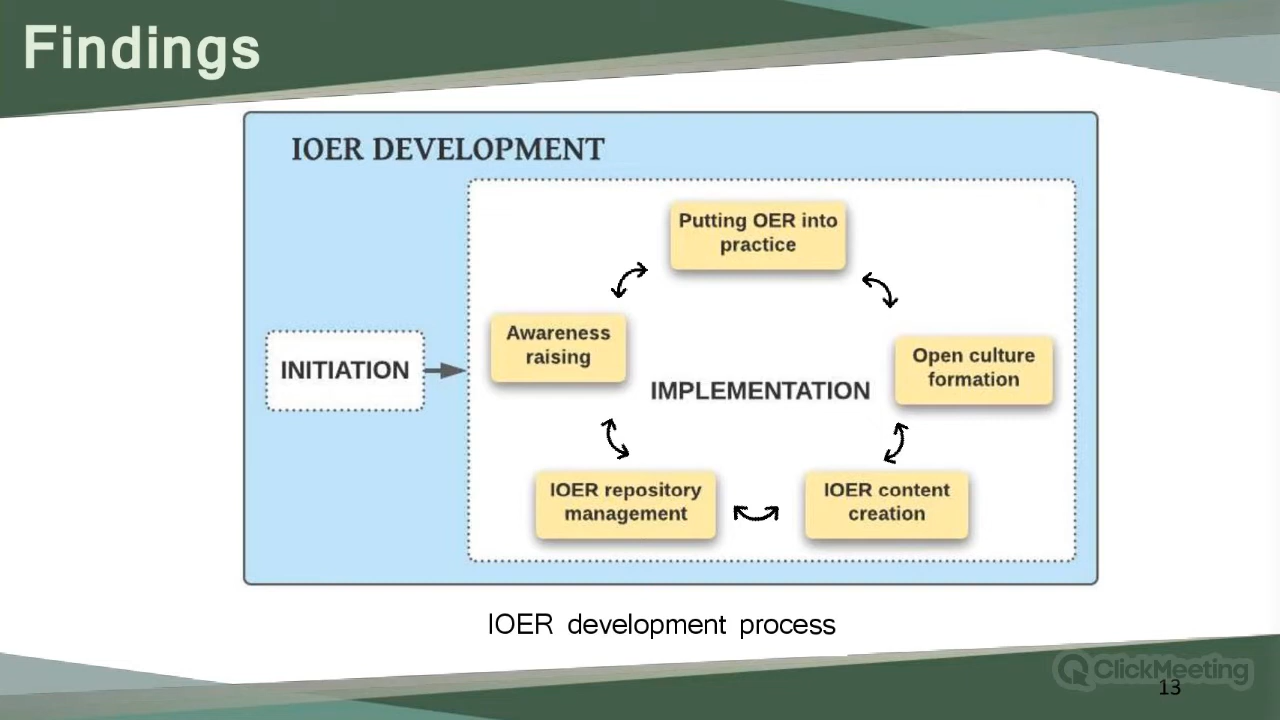 Findings
IOER DEVELOPMENT
Putting OER into
practice
Awareness
raising
Open culture
formation
INITIATION
IMPLEMENTATION
IOER repository
management
IOER content
creation
IOER development process
ClickMeeting
13